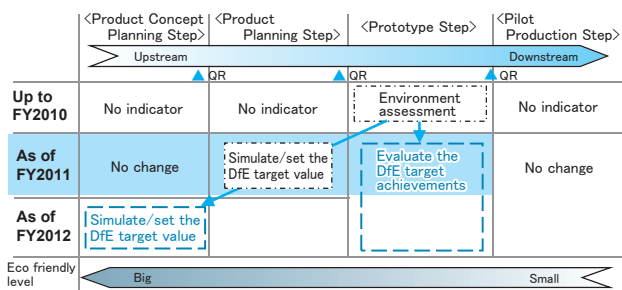 <Product Concept
Planning Step>
<Product
Planning Step>
<Prototype Step>
<Pilot
Production Step>
Upstream
Downstream
QR
QR
QR
Up to
FY2010
No indicator
No indicator
Environment
assessment
No indicator
As of
FY2011
No change
Simulate/set the
DfE target value
Evaluate the
DfE target
achievements
No change
As of
FY2012
Simulate/set the
DfE target value
Eco friendly
level
Big
Small